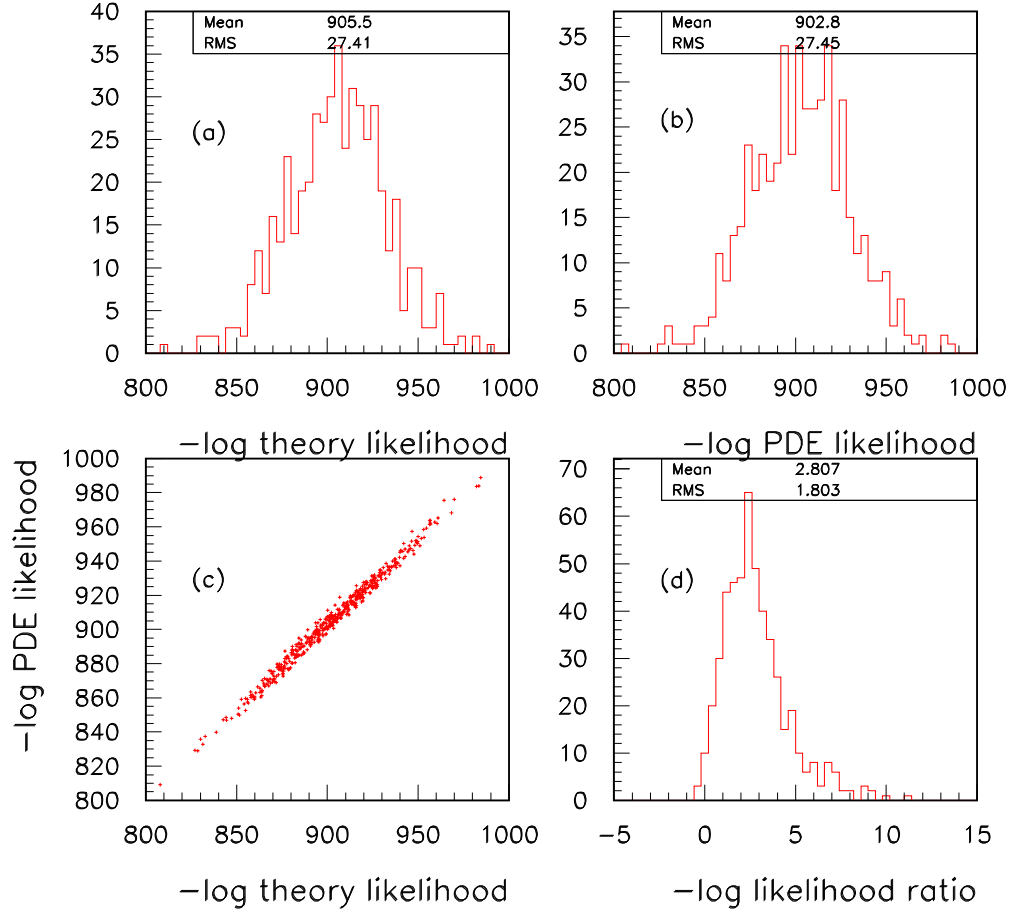 Mean 905.5
RMS 27.41
(a)
40
35
30
25
20
15
10
5
0
800 850 900 950 1000
−log theory likelihood
Mean 902.8
RMS 27.45
(b)
35
30
25
20
15
10
5
0
800 850 900 950 1000
−log PDE likelihood
−log PDE likelihood
(c)
1000
980
960
940
920
900
880
860
840
820
800
800 850 900 950 1000
−log theory likelihood
Mean 2.807
RMS 1.803
(d)
70
60
50
40
30
20
10
0
−5 0 5 10 15
−log likelihood ratio